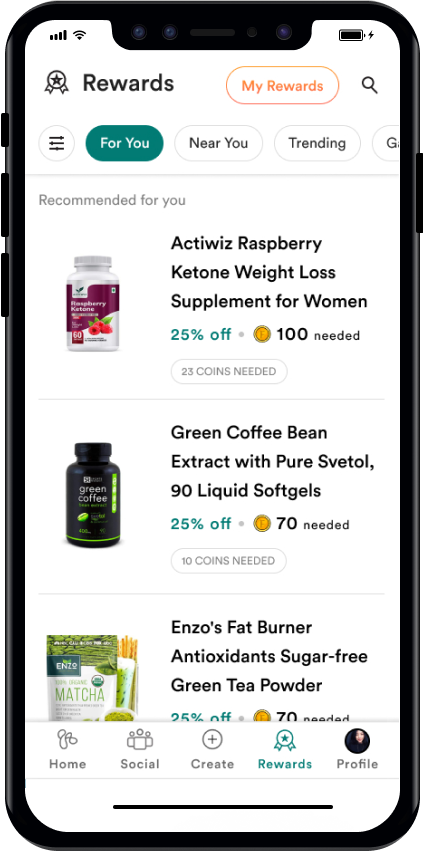 Rewards
My Rewards
For You
Near You
Trending
Ga
Recommended for you
Actiwiz Raspberry
Ketone Weight Loss
Supplement for Women
25% off • 100 needed
23 COINS NEEDED
Raspberry
Ketone
60
Green Coffee Bean
Extract with Pure Svetol,
90 Liquid Softgels
25% off • 70 needed
10 COINS NEEDED
green
coffee
Enzo's Fat Burner
Antioxidants Sugar-free
Green Tea Powder
25% off • 70 needed
ENZO
100% ORGANIC
MATCHA
Home
Social
Create
Rewards
Profile